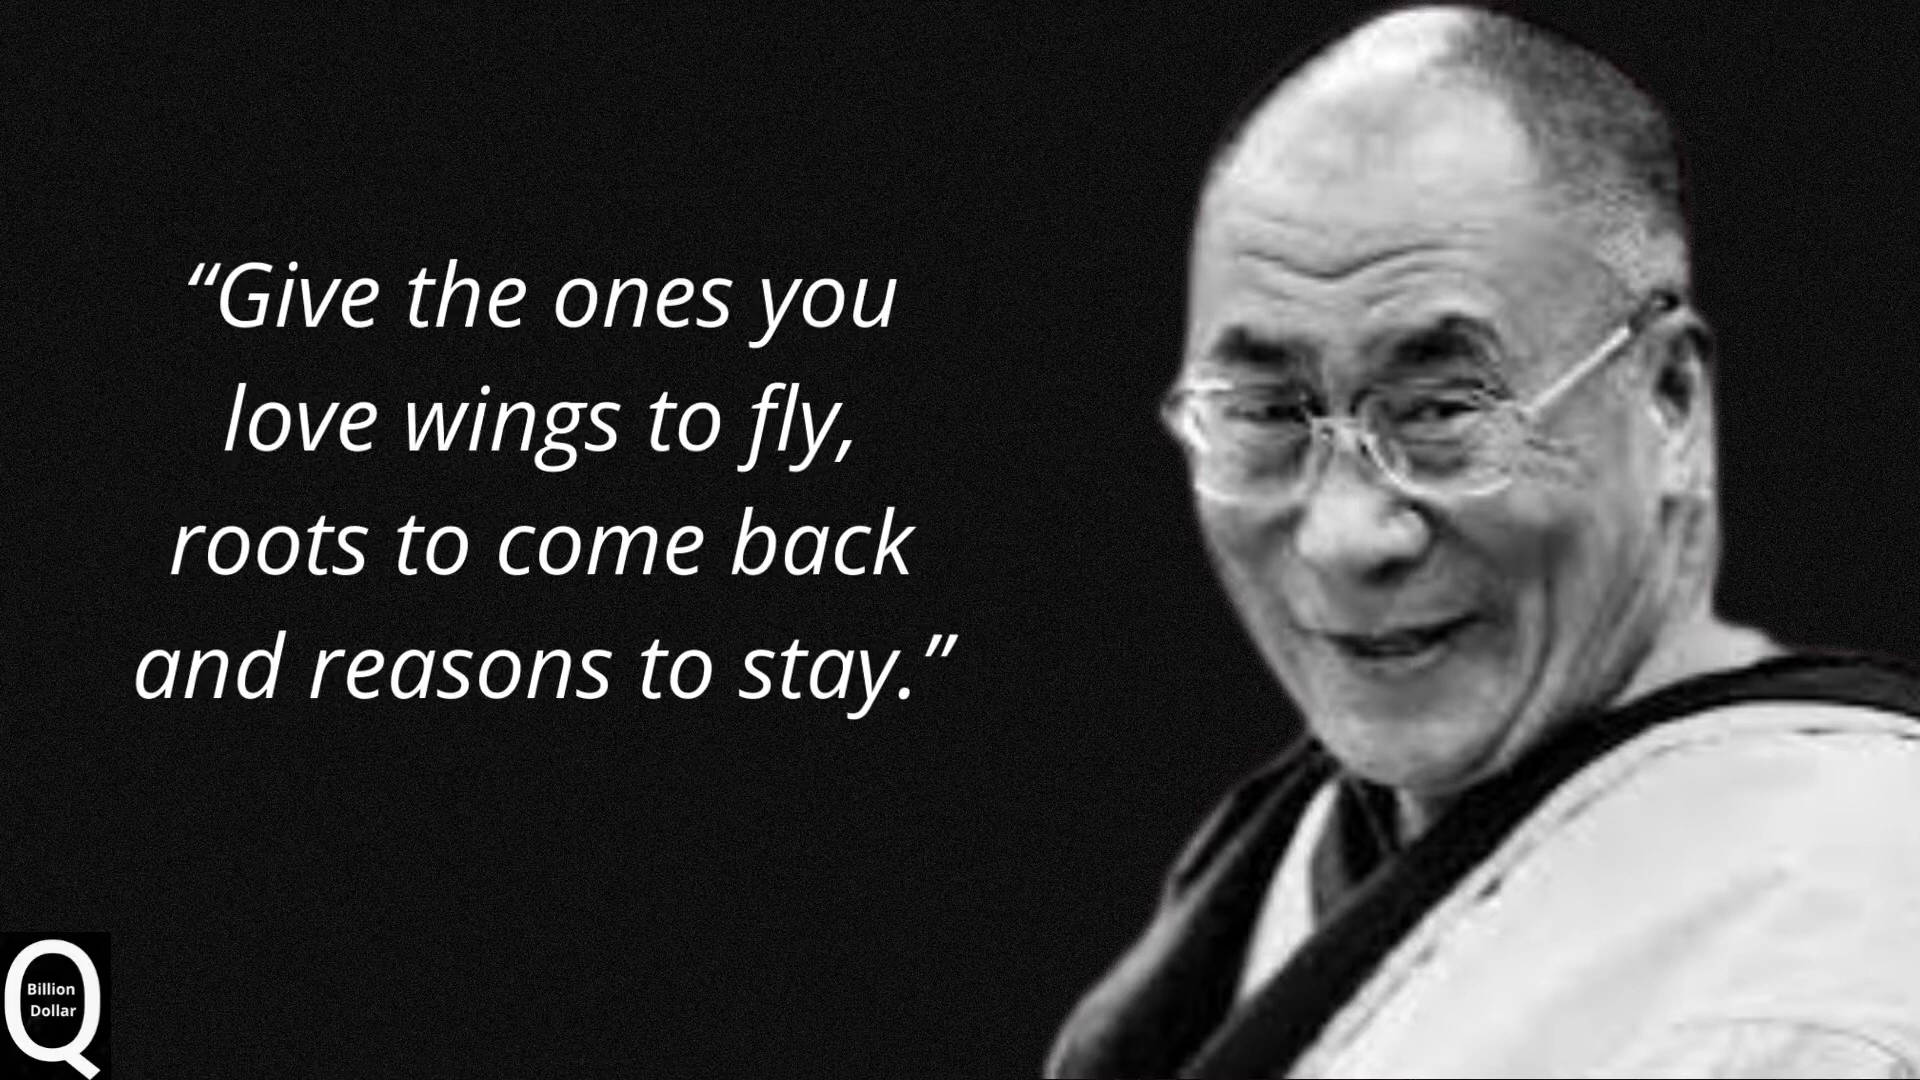 “Give the ones you
love wings to fly,
roots to come back
and reasons to stay.”
Q
Billion
Dollar